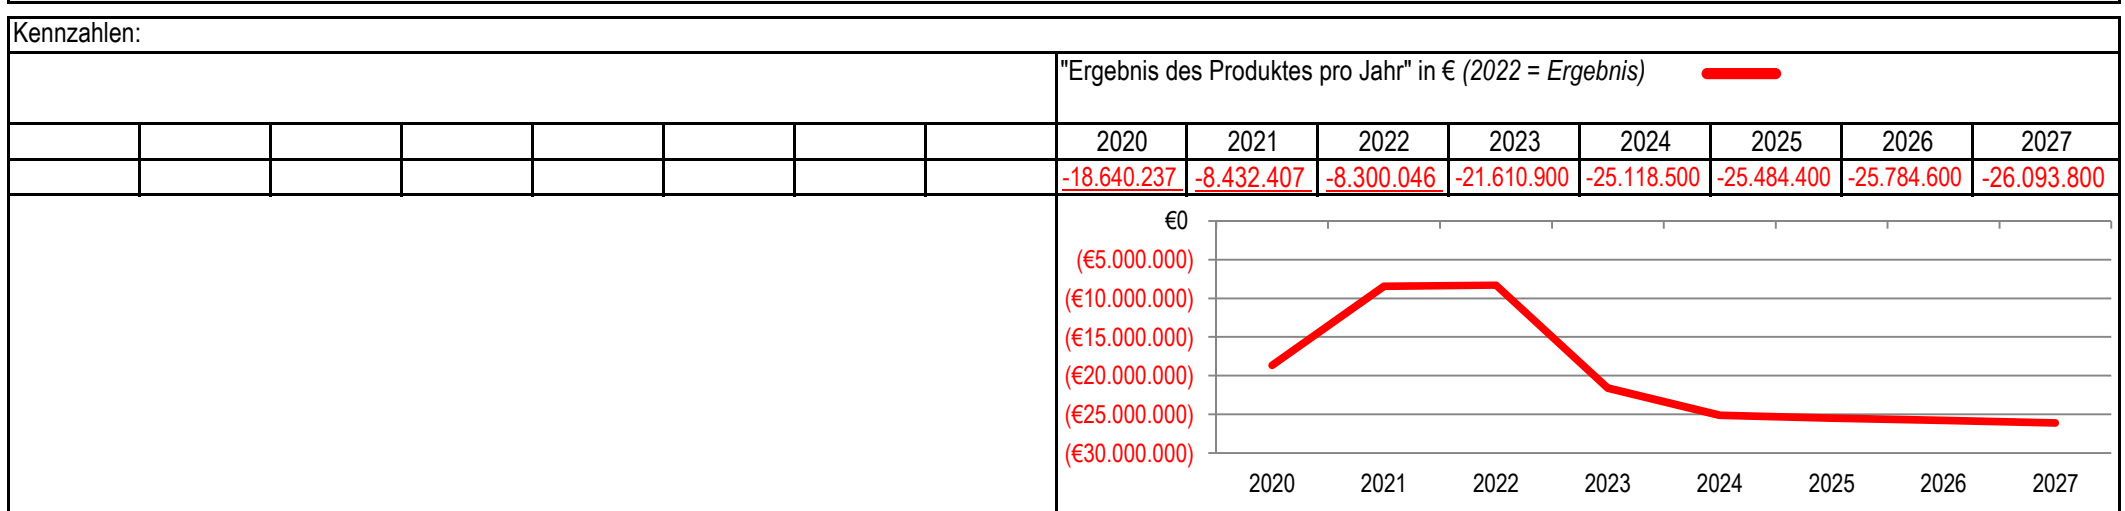 Kennzahlen:
"Ergebnis des Produktes pro Jahr" in € (2022 = Ergebnis)
2020 2021 2022 2023 2024 2025 2026 2027
-18.640.237 -8.432.407 -8.300.046 -21.610.900 -25.118.500 -25.484.400 -25.784.600 -26.093.800
€0
(€5.000.000)
(€10.000.000)
(€15.000.000)
(€20.000.000)
(€25.000.000)
(€30.000.000)
2020 2021 2022 2023 2024 2025 2026 2027